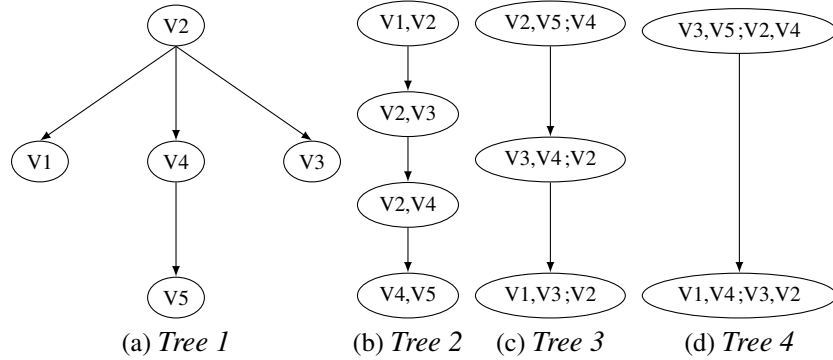 V2
V1
V4
V3
V5
(a) Tree 1
V1,V2
V2,V3
V2,V4
V4,V5
(b) Tree 2
V2,V5;V4
V3,V4;V2
V1,V3;V2
(c) Tree 3
V3,V5;V2,V4
V1,V4;V3,V2
(d) Tree 4